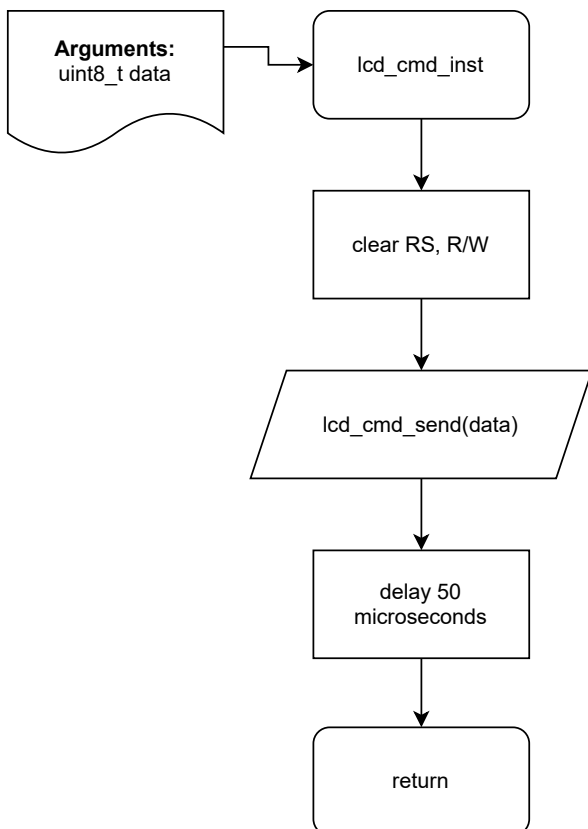 Arguments:
uint8_t data
lcd_cmd_inst
clear RS, R/W
lcd_cmd_send(data)
delay 50
microseconds
return